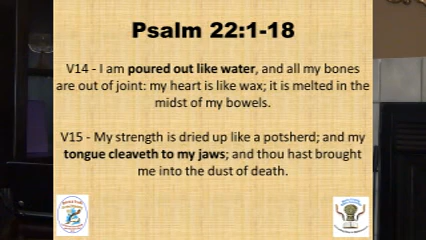 Psalm 22:1-18
V14 - I am poured out like water, and all my bones
are out of joint: my heart is like wax; it is melted in the
midst of my bowels.
V15 - My strength is dried up like a potsherd; and my
tongue cleaveth to my jaws; and thou hast brought
me into the dust of death.